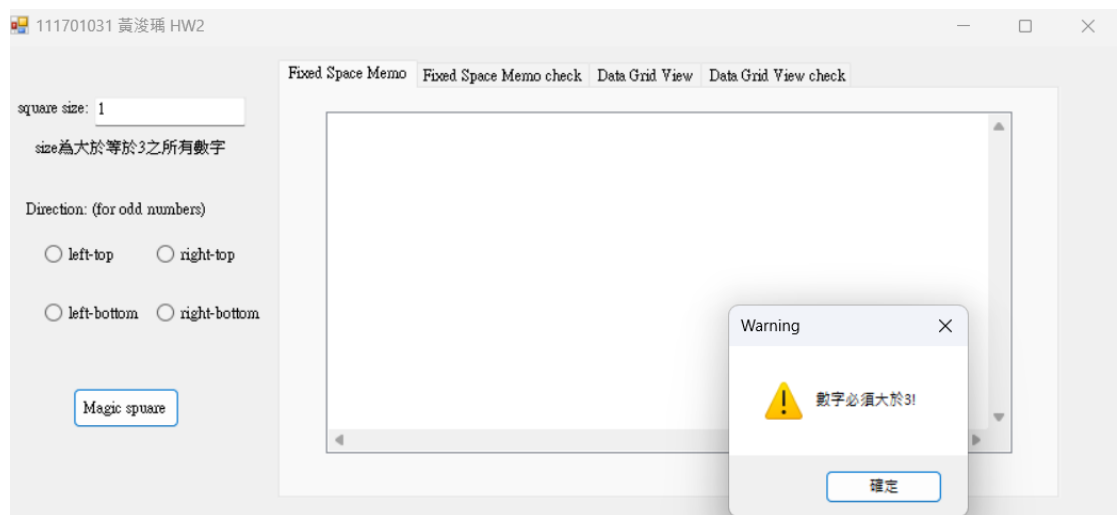 111701031 黃浚瑀 HW2
Fixed Space Memo Fixed Space Memo check Data Grid View Data Grid View check
square size: 1
size為大於等於3之所有數字
Direction: (for odd numbers)
left-top right-top
left-bottom right-bottom
Magic spuare
Warning
數字必須大於3!
確定